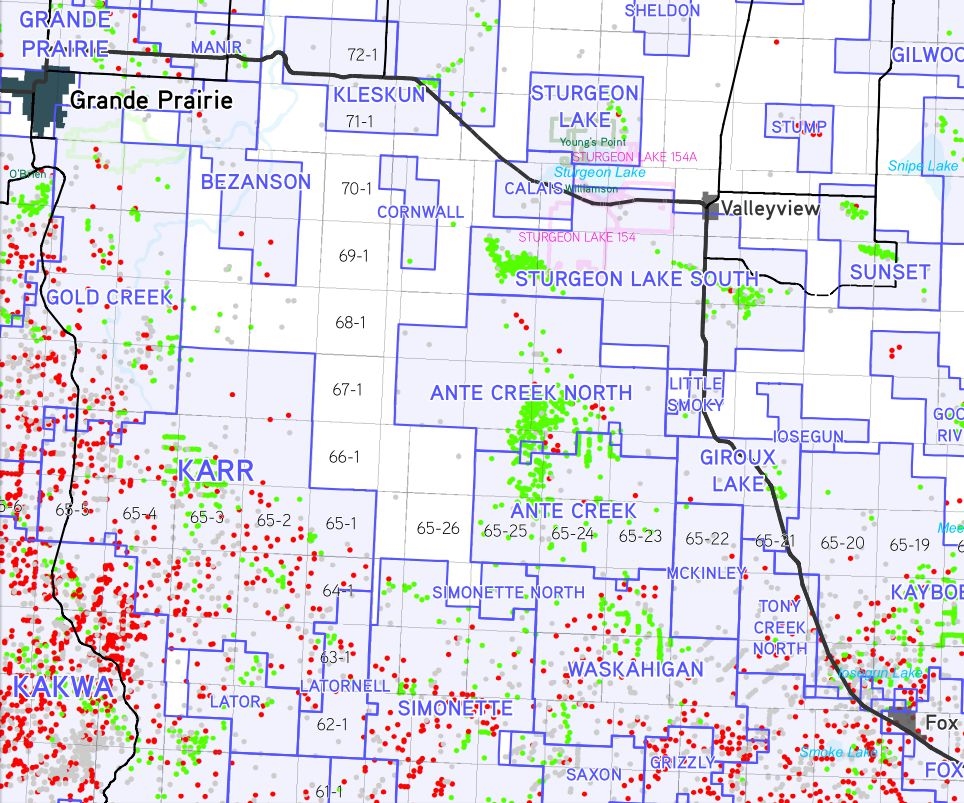 SHELDON
GRANDE
PRAIRIE
MANIR
72-1
GILWOO
KLESKUN
STURGEON
LAKE
Grande Prairie
71-1
STUMP
Young's Point
STURGEON LAKE 154A
Snipe Lake
Sturgeon Lake
O'Brien
BEZANSON
70-1
CALAIS
Williamson
CORNWALL
Valleyview
STURGEON LAKE 154
69-1
STURGEON LAKE SOUTH
SUNSET
GOLD CREEK
68-1
67-1
ANTE CREEK NORTH
LITTLE
SMOKY
GOO
RIV
IOSEGUN
66-1
GIROUX
LAKE
KARR
65-5
65-4
65-3
65-2
65-1
65-26
65-25
65-24
65-23
65-22
65-21
65-20
65-19
ANTE CREEK
MCKINLEY
64-1
SIMONETTE NORTH
KAYBOB
TONY
CREEK
NORTH
63-1
WASKAHIGAN
Iosegun Lake
KAKWA
LATORNELL
LATOR
SIMONETTE
62-1
Fox
Smoke Lake
GRIZZLY
SAXON
FOX
61-1